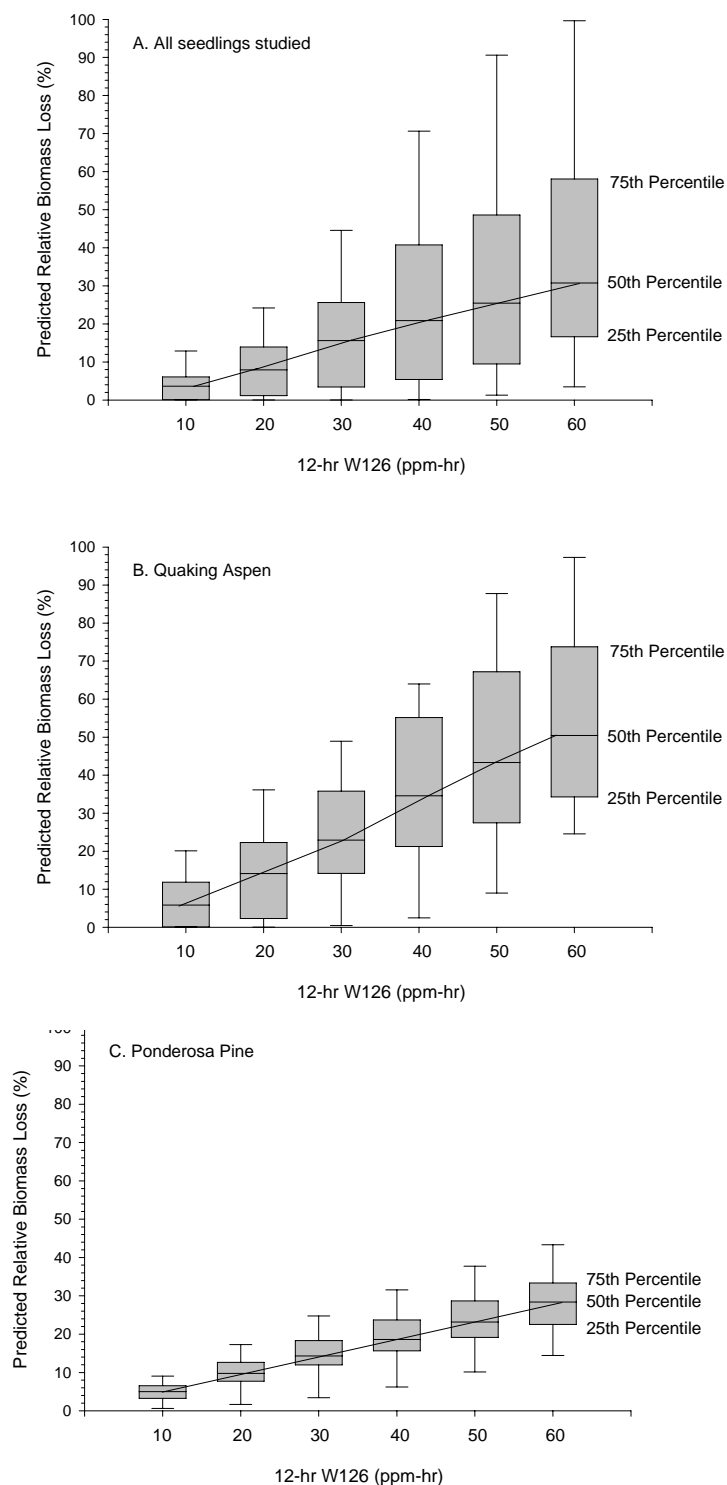 100
A. All seedlings studied
90
80
70
60
75th Percentile
50
40
30
50th Percentile
20
25th Percentile
10
0
Predicted Relative Biomass Loss (%)
10 20 30 40 50 60
12-hr W126 (ppm-hr)
100
B. Quaking Aspen
90
80
70
75th Percentile
60
50
50th Percentile
40
30
25th Percentile
20
10
0
Predicted Relative Biomass Loss (%)
10 20 30 40 50 60
12-hr W126 (ppm-hr)
100
C. Ponderosa Pine
90
80
70
60
50
40
75th Percentile
30
50th Percentile
25th Percentile
20
10
0
Predicted Relative Biomass Loss (%)
10 20 30 40 50 60
12-hr W126 (ppm-hr)